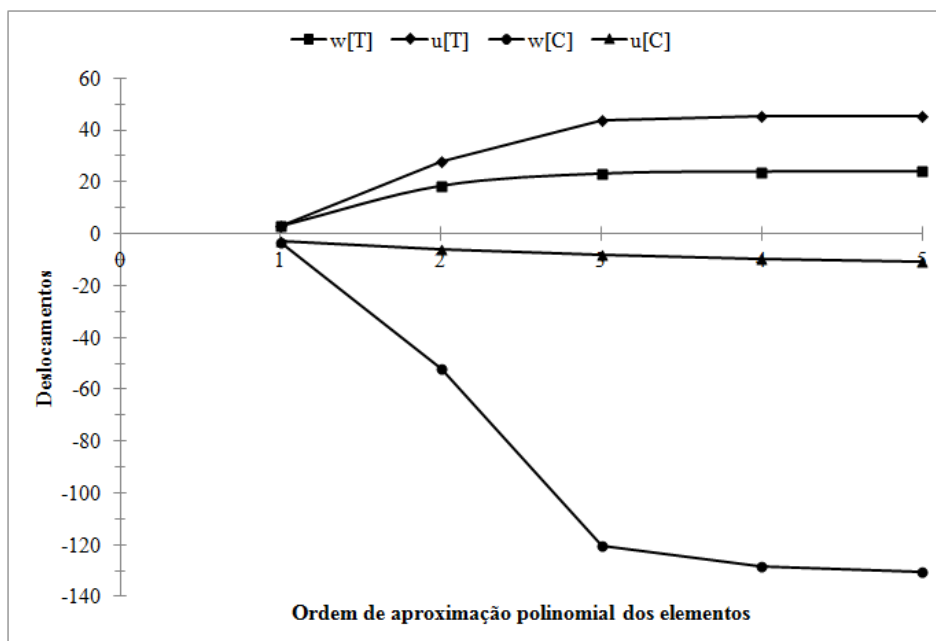 w[T] u[T] w[C] u[C]
60
40
20
0
0 1 2 3 4 5
-20
-40
-60
-80
-100
-120
-140
Deslocamentos
Ordem de aproximação polinomial dos elementos